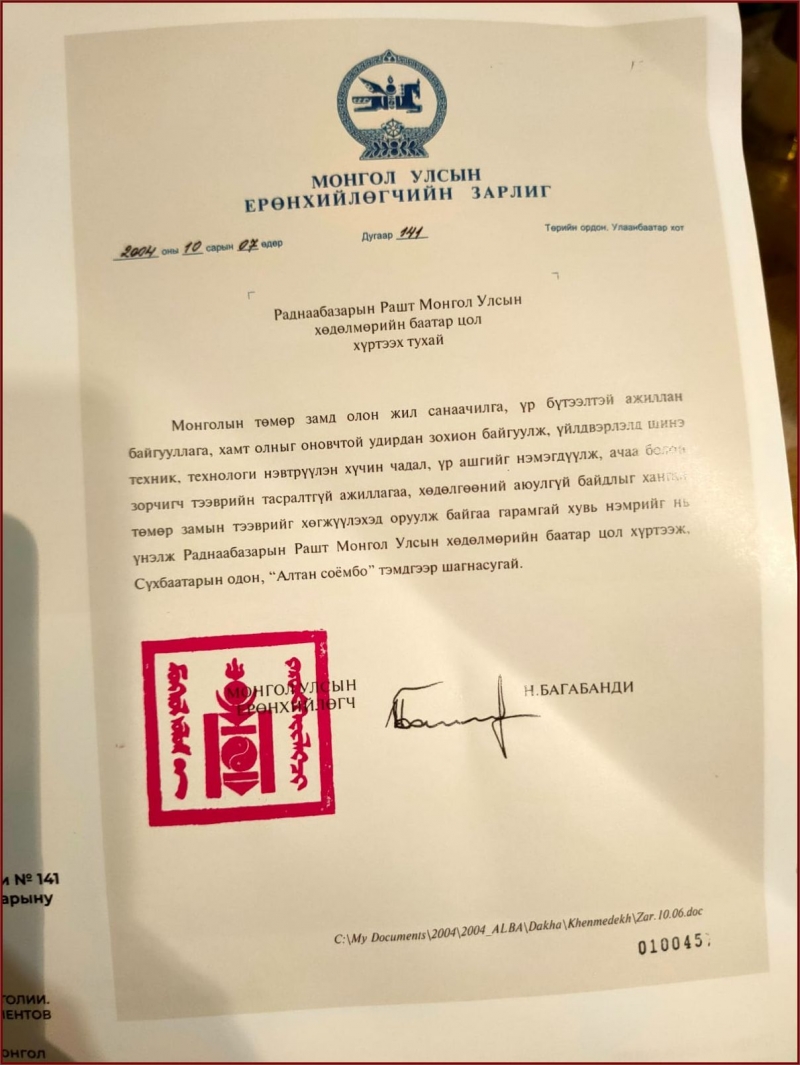 МОНГОЛ УЛСЫН
ЕРӨНХИЙЛӨГЧИЙН ЗАРЛИГ
2004 оны 10 сарын 07 өдөр Дугаар 141 Төрийн ордон. Улаанбаатар хот
Раднаабазарын Рашт Монгол Улсын
хөдөлмөрийн баатар цол
хүртээх тухай
Монголын төмөр замд олон жил санаачилга, үр бүтээлтэй ажиллан
байгууллага, хамт олныг оновчтой удирдан зохион байгуулж, үйлдвэрлэлд шинэ
техник, технологи нэвтрүүлэн хүчин чадал, үр ашгийг нэмэгдүүлж, ачаа болон
зорчигч тээврийн тасралтгүй ажиллагаа, хөдөлгөөний аюулгүй байдлыг
төмөр замын тээврийг хөгжүүлэхэд оруулж байгаа гарамгай хувь нэмрийг нь
үнэлж Раднаабазарын Рашт Монгол Улсын хөдөлмөрийн баатар цол хүртээж,
Сүхбаатарын одон, “Алтан соёмбо” тэмдгээр шагнасугай.
МОНГОЛ УЛСЫН
ЕРӨНХИЙЛӨГЧ
Н.БАГАБАНДИ
C:\My Documents\2004\2004_ALBA\Dakha\Khenmedekh\Zar.10.06.doc
010045
и № 141
арыну
голии.
ментов
онгол